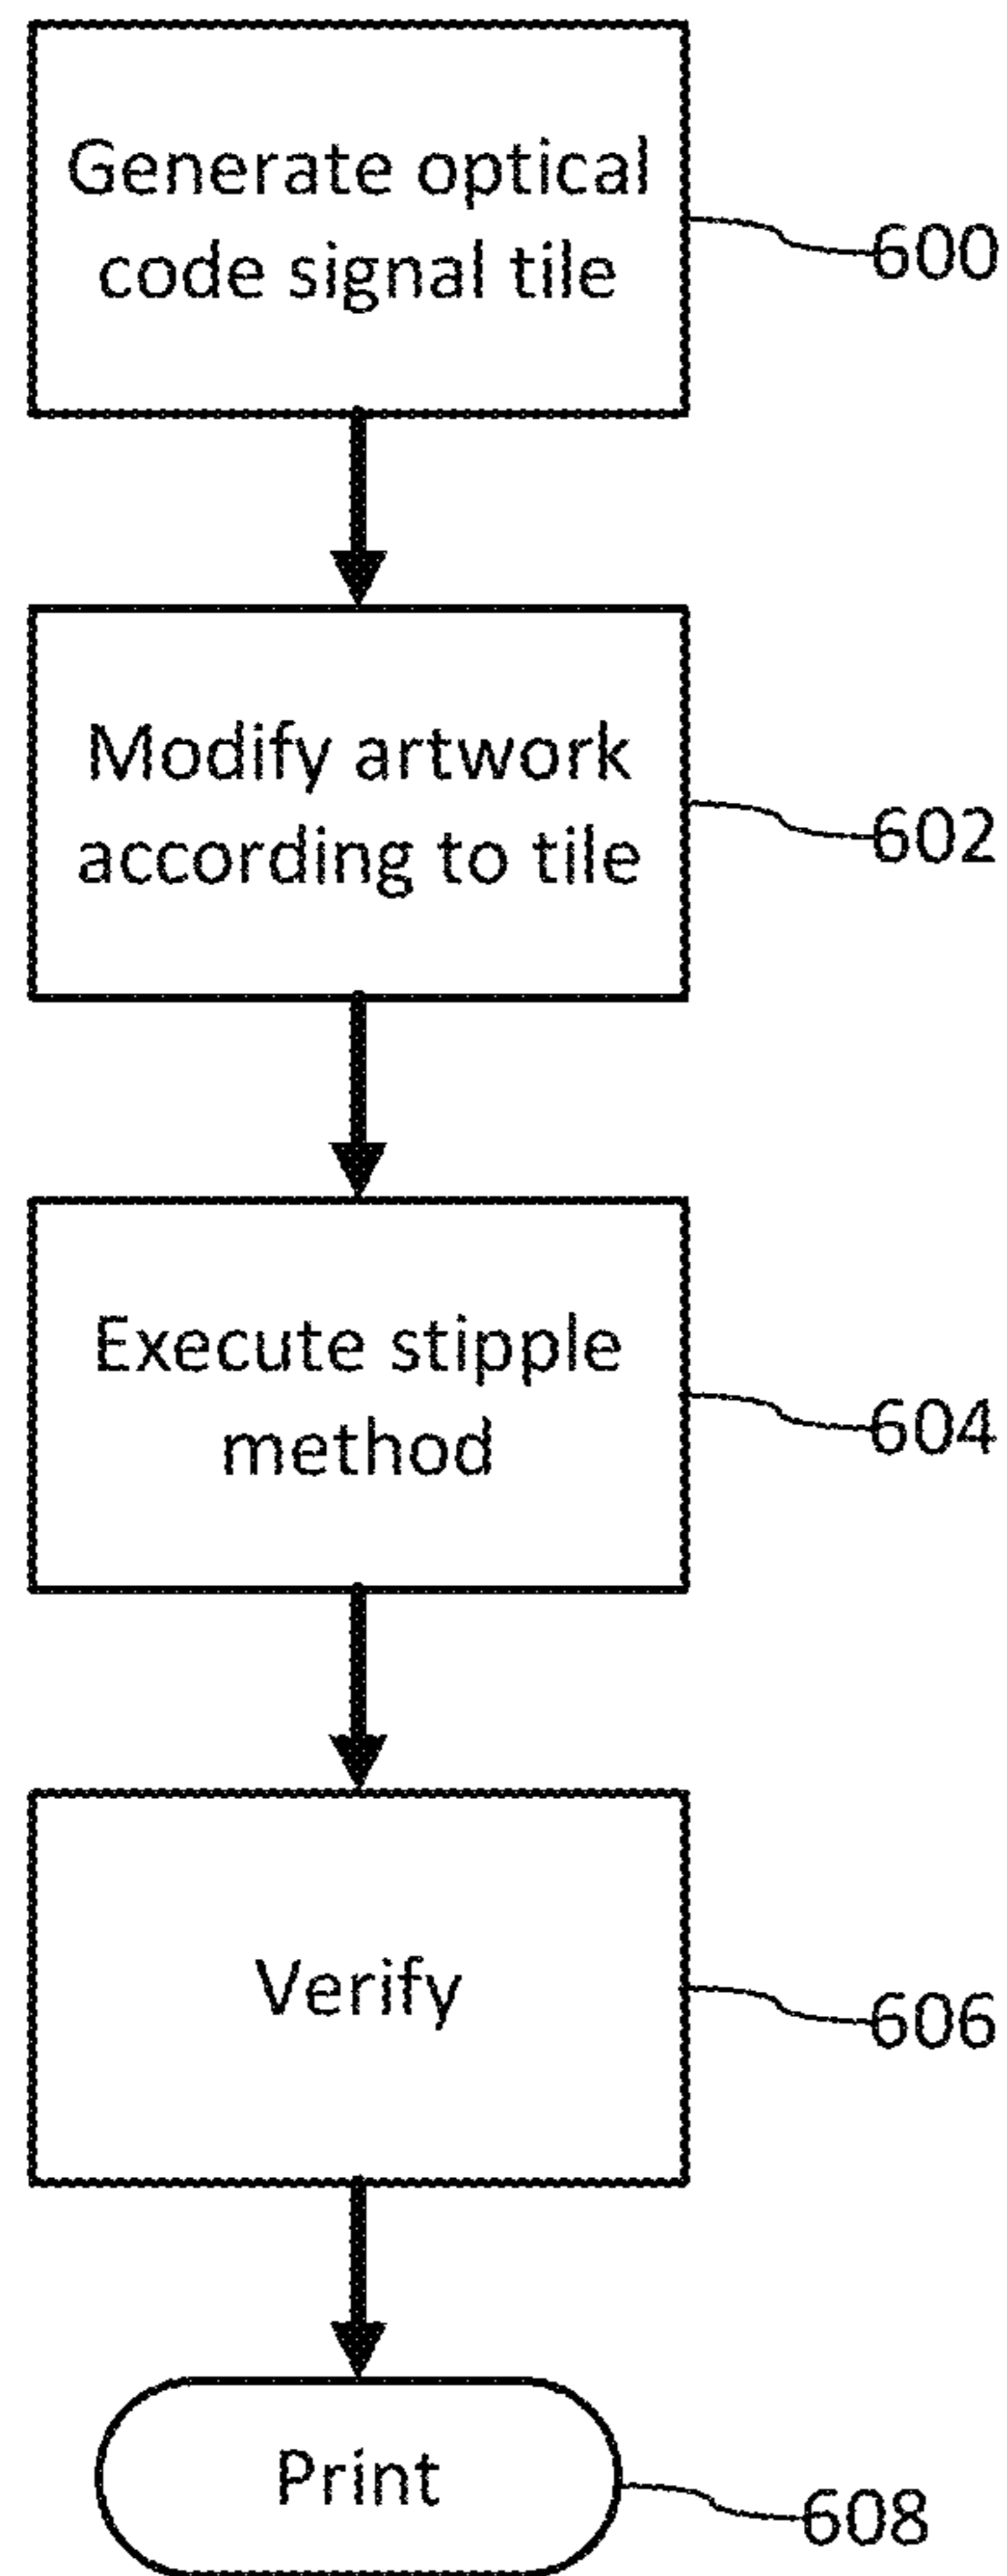 Generate optical
code signal tile
600
Modify artwork
according to tile
602
Execute stipple
method
604
Verify
606
Print
608